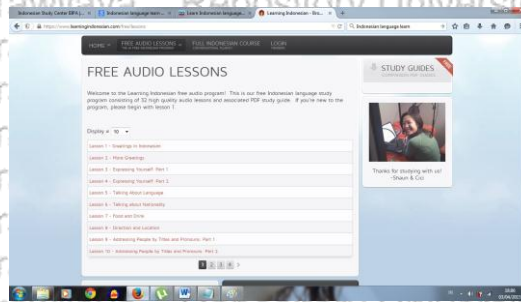 Indonesian Study Center BIPA |...
Indonesian language learn...
Learn Indonesian language...
Learning Indonesian - Bro...
www.learningindonesian.com/free/lessons
Indonesian language learn
HOME
FREE AUDIO LESSONS
FULL INDONESIAN COURSE
LOGIN
FREE AUDIO LESSONS
STUDY GUIDES
Welcome to the Learning Indonesian free audio program! This is our free Indonesian language study
program consisting of 32 high quality audio lessons and associated PDF study guide. If you're new to the
program, please begin with lesson 1.
Display # 10
Lesson 1 - Greetings in Indonesian
Lesson 2 - More Greetings
Lesson 3 - Expressing Yourself: Part 1
Lesson 4 - Expressing Yourself: Part 2
Lesson 5 - Talking About Language
Lesson 6 - Talking about Nationality
Lesson 7 - Food and Drink
Lesson 8 - Direction and Location
Lesson 9 - Addressing People by Titles and Pronouns: Part 1
Lesson 10 - Addressing People by Titles and Pronouns: Part 2
1 2 3 4 >
Thanks for studying with us!
-Shaun & Cici